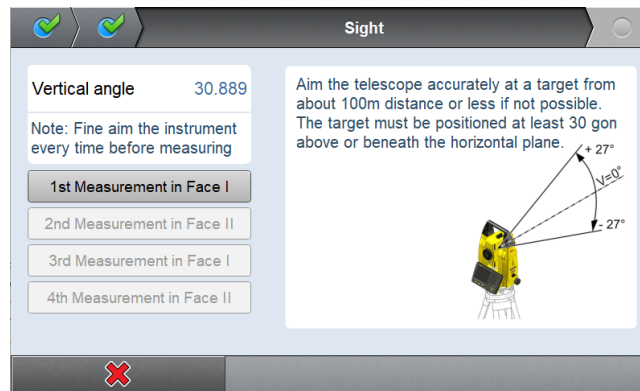 Sight
Vertical angle 30.889
Note: Fine aim the instrument
every time before measuring
1st Measurement in Face I
2nd Measurement in Face II
3rd Measurement in Face I
4th Measurement in Face II
Aim the telescope accurately at a target from
about 100m distance or less if not possible.
The target must be positioned at least 30 gon
above or beneath the horizontal plane.
+ 27°
V=0°
- 27°